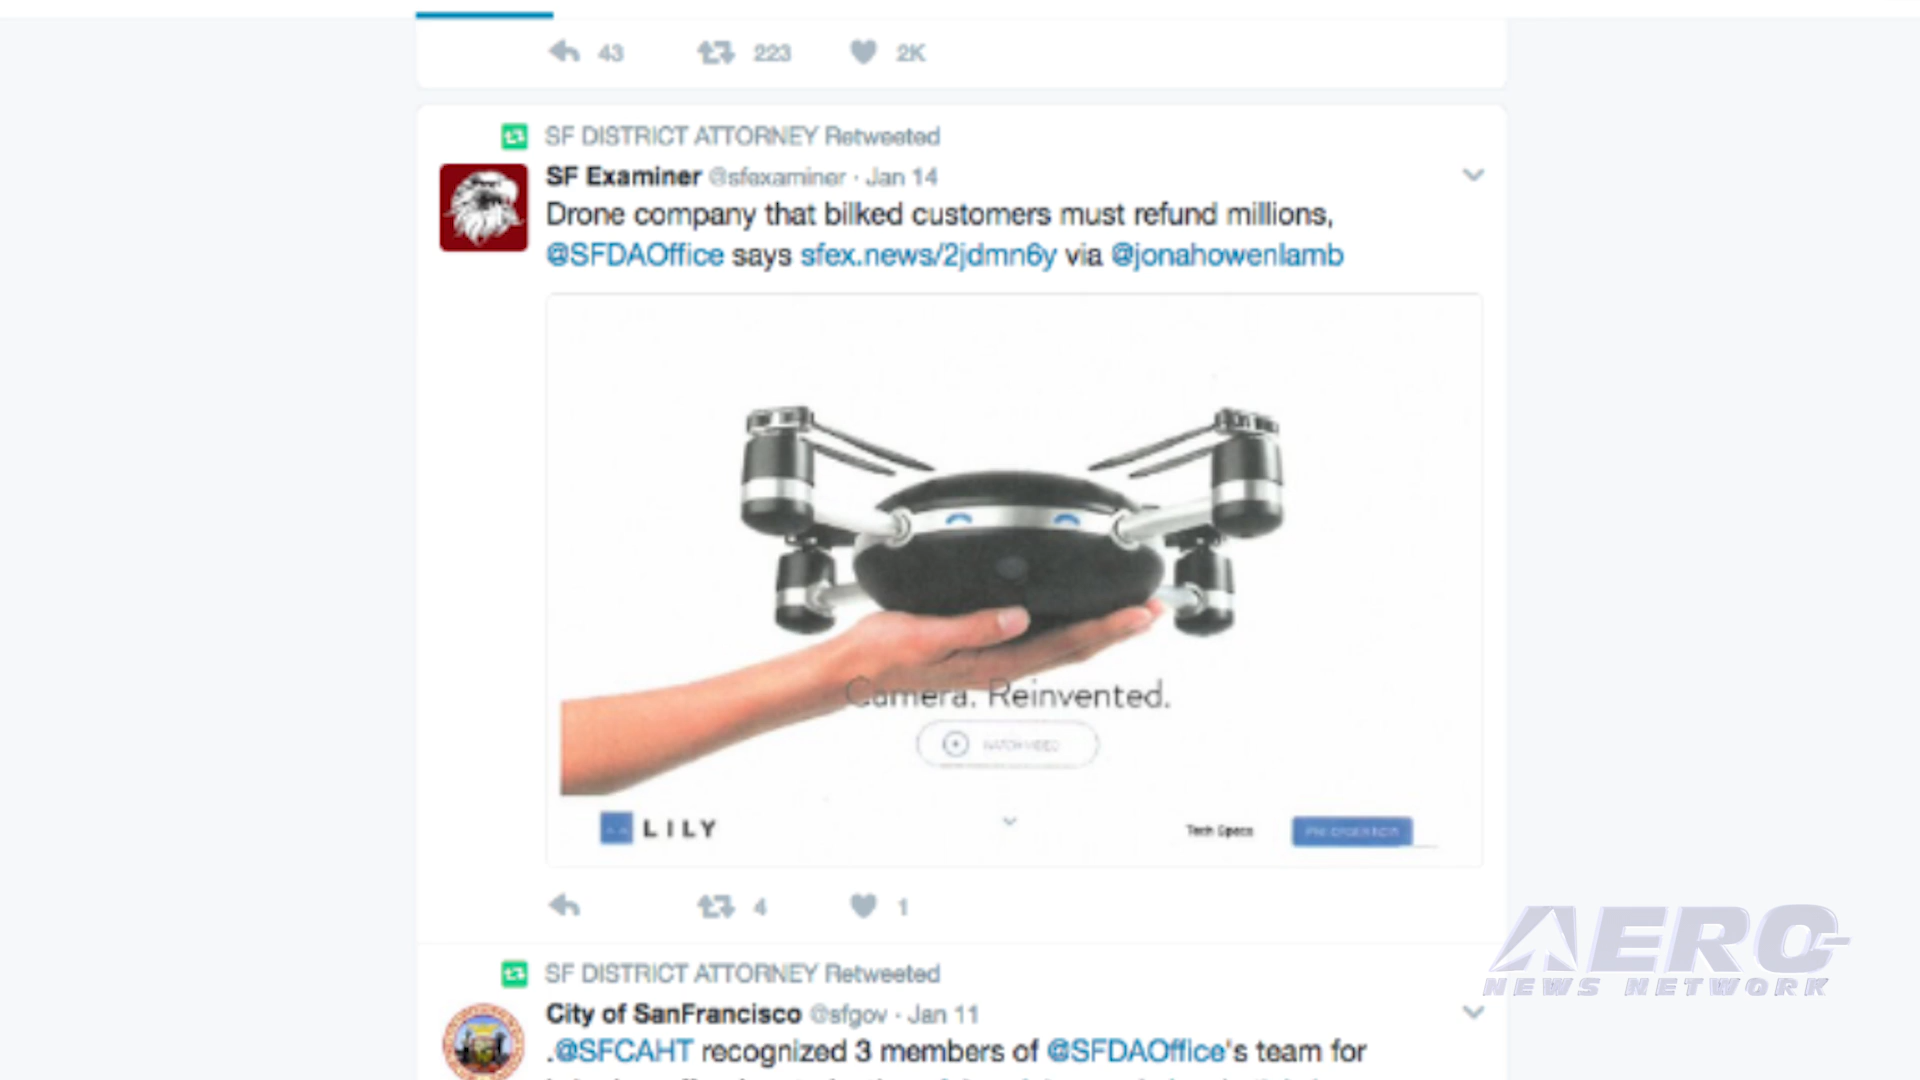 43 223 2K
SF DISTRICT ATTORNEY Retweeted
SF Examiner @sfexaminer · Jan 14
Drone company that bilked customers must refund millions,
@SFDAOffice says sfex.news/2jdmn6y via @jonahowenlamb
Camera. Reinvented.
WATCH VIDEO
LILY
Tech Specs
4 1
SF DISTRICT ATTORNEY Retweeted
City of SanFrancisco @sfgov · Jan 11
.@SFCAHT recognized 3 members of @SFDAOffice's team for
AERO
NEWS NETWORK